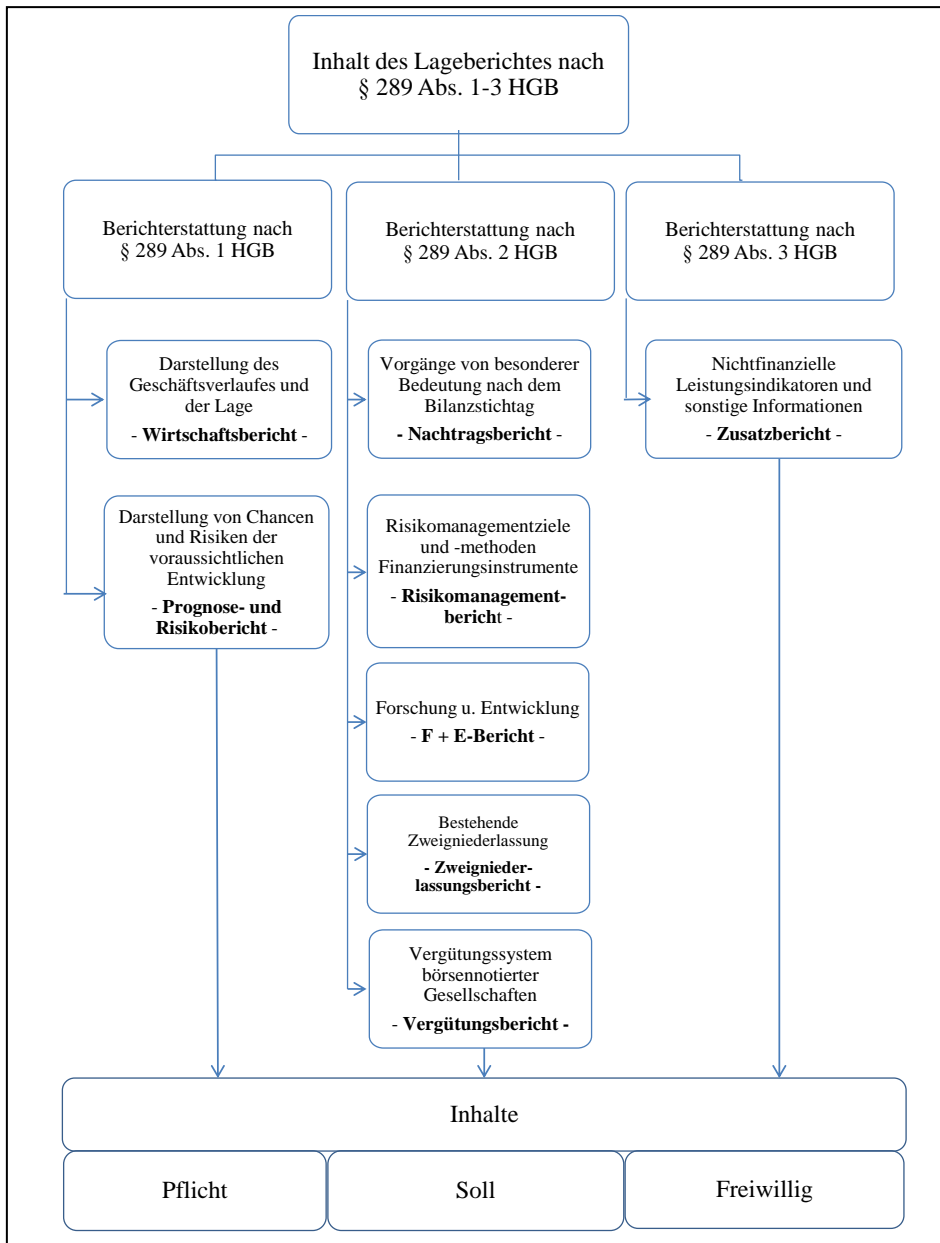 Inhalt des Lageberichtes nach
§ 289 Abs. 1-3 HGB
Berichterstattung nach
§ 289 Abs. 1 HGB
Berichterstattung nach
§ 289 Abs. 2 HGB
Berichterstattung nach
§ 289 Abs. 3 HGB
Darstellung des
Geschäftsverlaufes und
der Lage
- Wirtschaftsbericht -
Darstellung von Chancen
und Risiken der
voraussichtlichen
Entwicklung
- Prognose- und
Risikobericht -
Vorgänge von besonderer
Bedeutung nach dem
Bilanzstichtag
- Nachtragsbericht -
Risikomanagementziele
und -methoden
Finanzierungsinstrumente
- Risikomanagement-
bericht -
Forschung u. Entwicklung
- F + E-Bericht -
Bestehende
Zweigniederlassung
- Zweignieder-
lassungsbericht -
Vergütungssystem
börsennotierter
Gesellschaften
- Vergütungsbericht -
Nichtfinanzielle
Leistungsindikatoren und
sonstige Informationen
- Zusatzbericht -
Inhalte
Pflicht
Soll
Freiwillig